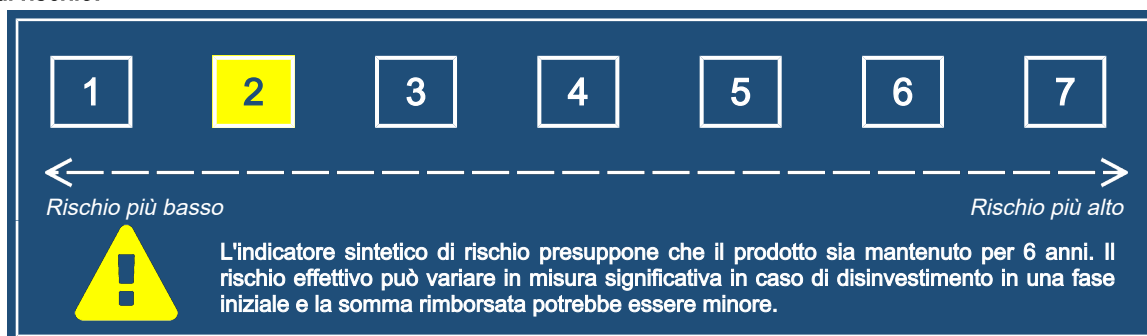 di rischio:
1 2 3 4 5 6 7
Rischio più basso Rischio più alto
L'indicatore sintetico di rischio presuppone che il prodotto sia mantenuto per 6 anni. Il
rischio effettivo può variare in misura significativa in caso di disinvestimento in una fase
iniziale e la somma rimborsata potrebbe essere minore.